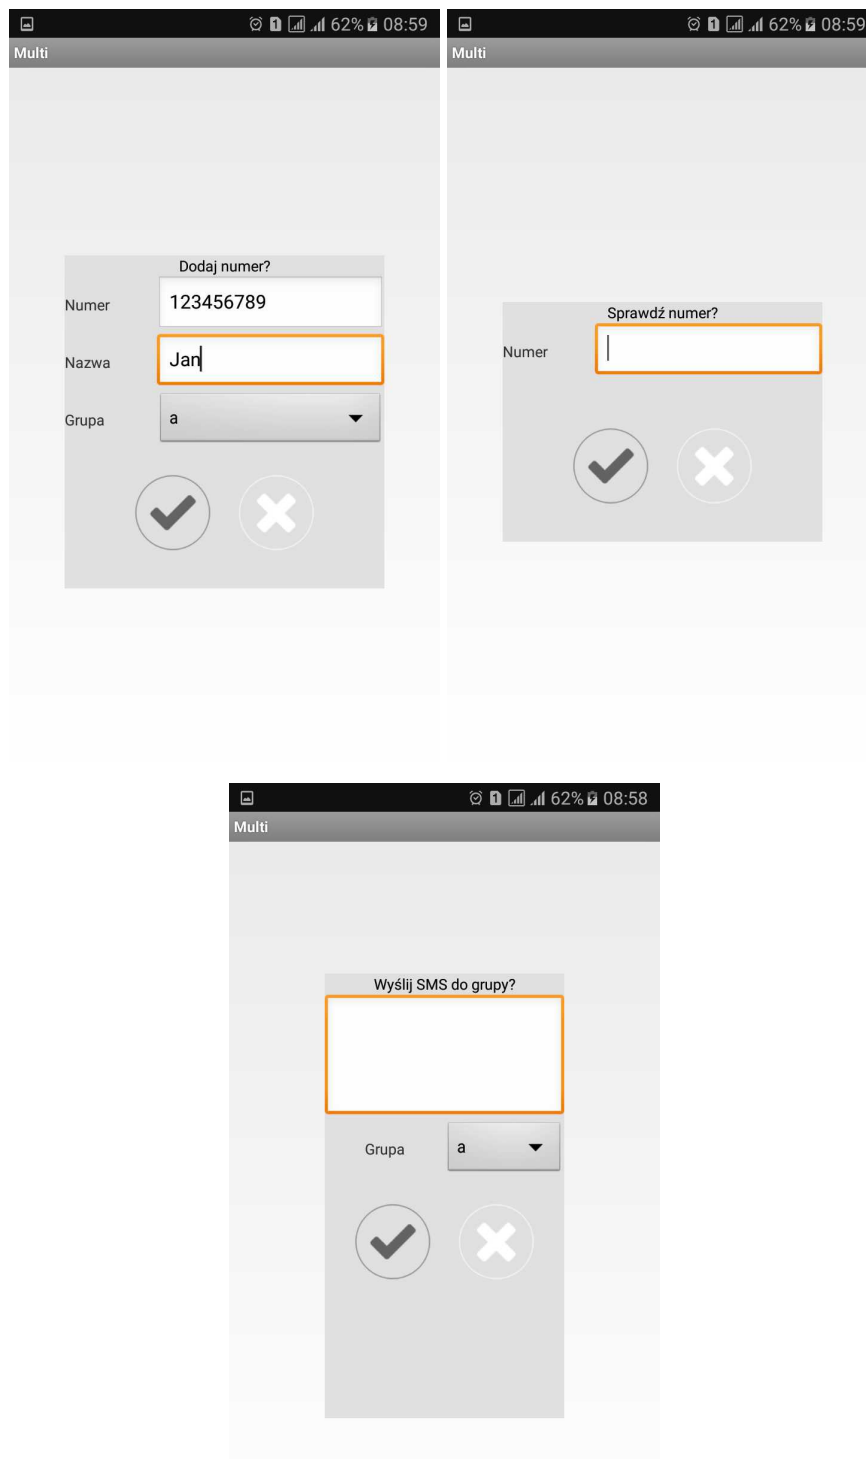 62% 08:59
Multi
Dodaj numer?
Numer 123456789
Nazwa Jan
Grupa a
62% 08:59
Multi
Sprawdź numer?
Numer
62% 08:58
Multi
Wyślij SMS do grupy?
Grupa a